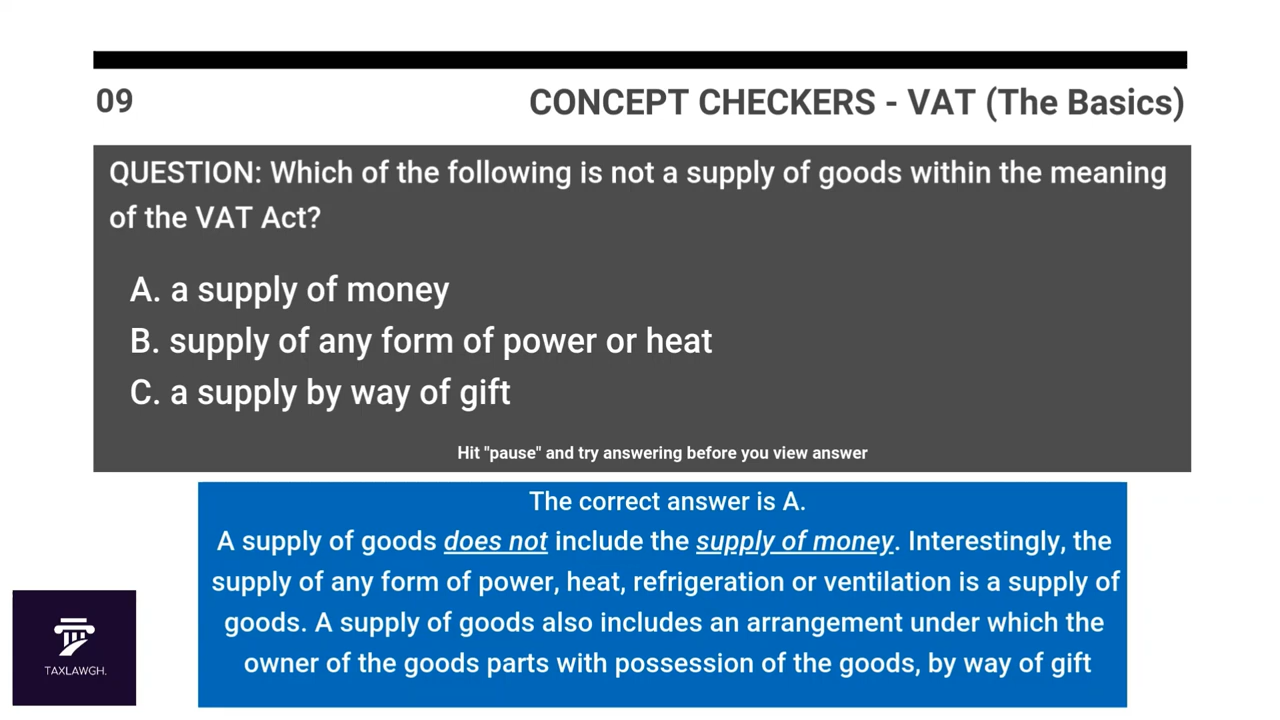 09
CONCEPT CHECKERS - VAT (The Basics)
QUESTION: Which of the following is not a supply of goods within the meaning
of the VAT Act?
A. a supply of money
B. supply of any form of power or heat
C. a supply by way of gift
Hit "pause" and try answering before you view answer
The correct answer is A.
A supply of goods does not include the supply of money. Interestingly, the
supply of any form of power, heat, refrigeration or ventilation is a supply of
goods. A supply of goods also includes an arrangement under which the
owner of the goods parts with possession of the goods, by way of gift
TAXLAWGH.